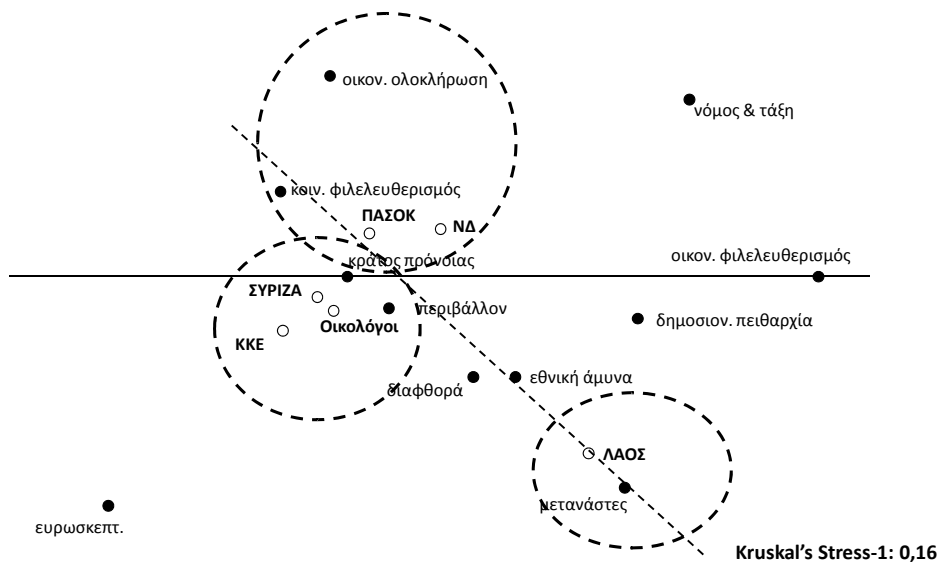 οικον. ολοκλήρωση
νόμος & τάξη
κοιν. φιλελευθερισμός
ΠΑΣΟΚ
ΝΔ
κράτος πρόνοιας
οικον. φιλελευθερισμός
ΣΥΡΙΖΑ
περιβάλλον
Οικολόγοι
δημοσιον. πειθαρχία
ΚΚΕ
διαφθορά
εθνική άμυνα
ΛΑΟΣ
μετανάστες
ευρωσκεπτ.
Kruskal's Stress-1: 0,16